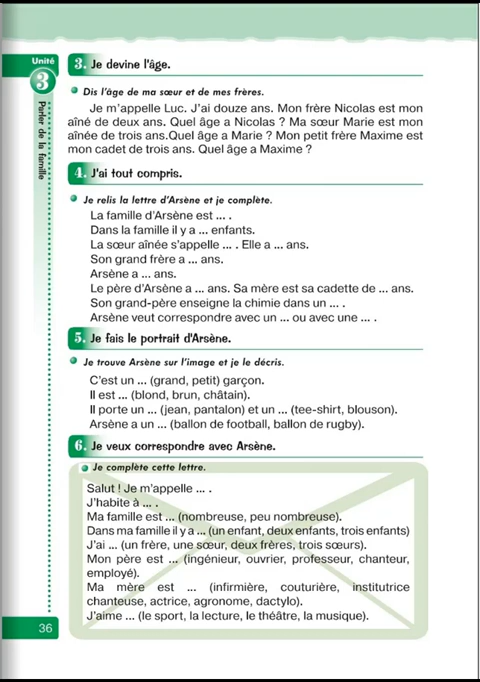 Unité
3
Parler de la famille
3. Je devine l'âge.
Dis l'âge de ma sœur et de mes frères.
Je m'appelle Luc. J'ai douze ans. Mon frère Nicolas est mon
aîné de deux ans. Quel âge a Nicolas ? Ma sœur Marie est mon
aînée de trois ans.Quel âge a Marie ? Mon petit frère Maxime est
mon cadet de trois ans. Quel âge a Maxime ?
4. J'ai tout compris.
Je relis la lettre d'Arsène et je complète.
La famille d'Arsène est ... .
Dans la famille il y a ... enfants.
La sœur aînée s'appelle ... . Elle a ... ans.
Son grand frère a ... ans.
Arsène a ... ans.
Le père d'Arsène a ... ans. Sa mère est sa cadette de ... ans.
Son grand-père enseigne la chimie dans un ... .
Arsène veut correspondre avec un ... ou avec une ... .
5. Je fais le portrait d'Arsène.
Je trouve Arsène sur l'image et je le décris.
C'est un ... (grand, petit) garçon.
Il est ... (blond, brun, châtain).
Il porte un ... (jean, pantalon) et un ... (tee-shirt, blouson).
Arsène a un ... (ballon de football, ballon de rugby).
6. Je veux correspondre avec Arsène.
Je complète cette lettre.
Salut ! Je m'appelle ... .
J'habite à ... .
Ma famille est ... (nombreuse, peu nombreuse).
Dans ma famille il y a ... (un enfant, deux enfants, trois enfants)
J'ai ... (un frère, une sœur, deux frères, trois sœurs).
Mon père est ... (ingénieur, ouvrier, professeur, chanteur,
employé).
Ma mère est ... (infirmière, couturière, institutrice
chanteuse, actrice, agronome, dactylo).
J'aime ... (le sport, la lecture, le théâtre, la musique).
36